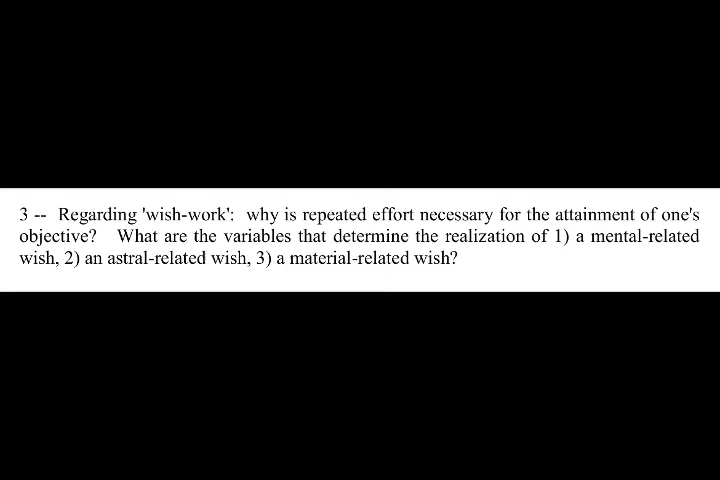 3 --  Regarding 'wish-work':  why is repeated effort necessary for the attainment of one's
objective?   What are the variables that determine the realization of 1) a mental-related
wish, 2) an astral-related wish, 3) a material-related wish?